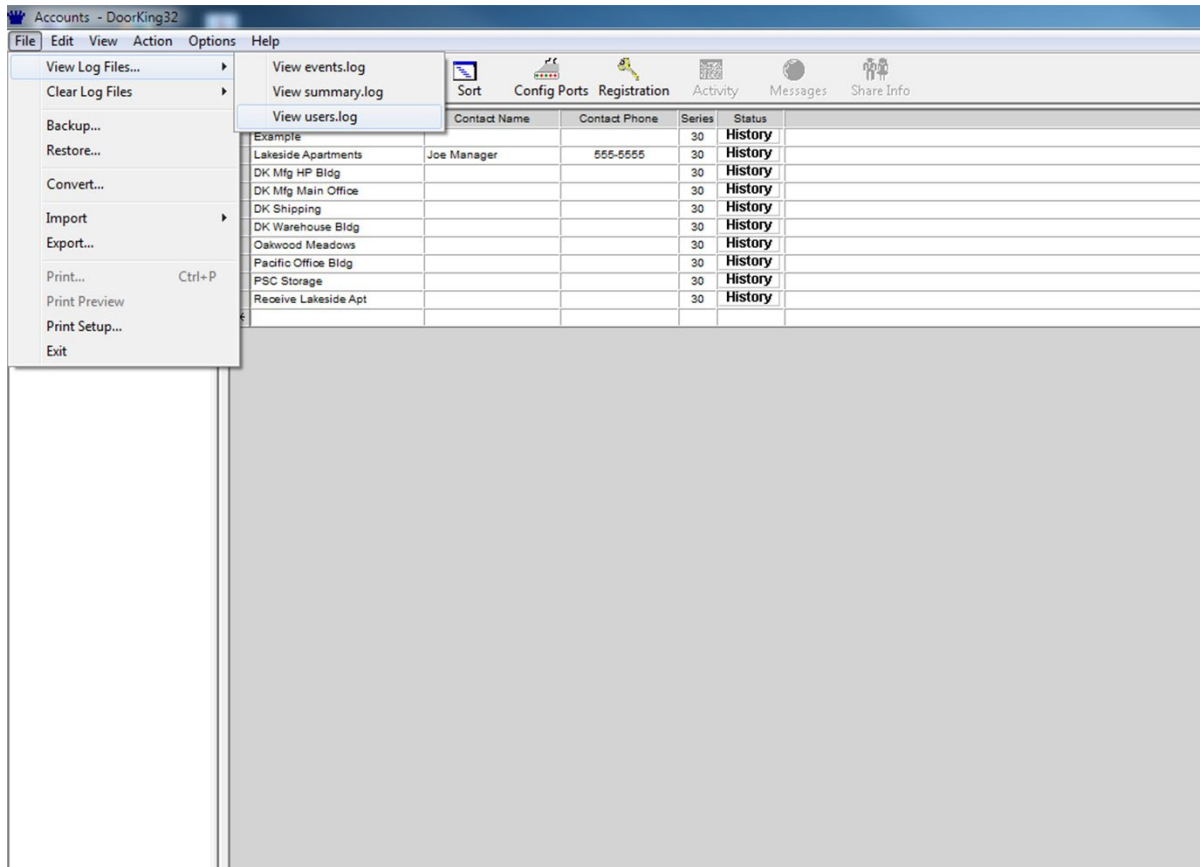 Accounts - DoorKing32
File Edit View Action Options Help
View Log Files...
Clear Log Files
Backup...
Restore...
Convert...
Import
Export...
Print... Ctrl+P
Print Preview
Print Setup...
Exit
View events.log
View summary.log
View users.log
Sort Config Ports Registration Activity Messages Share Info
Contact Name Contact Phone Series Status
Example 30 History
Lakeside Apartments Joe Manager 555-5555 30 History
DK Mfg HP Bldg 30 History
DK Mfg Main Office 30 History
DK Shipping 30 History
DK Warehouse Bldg 30 History
Oakwood Meadows 30 History
Pacific Office Bldg 30 History
PSC Storage 30 History
Receive Lakeside Apt 30 History